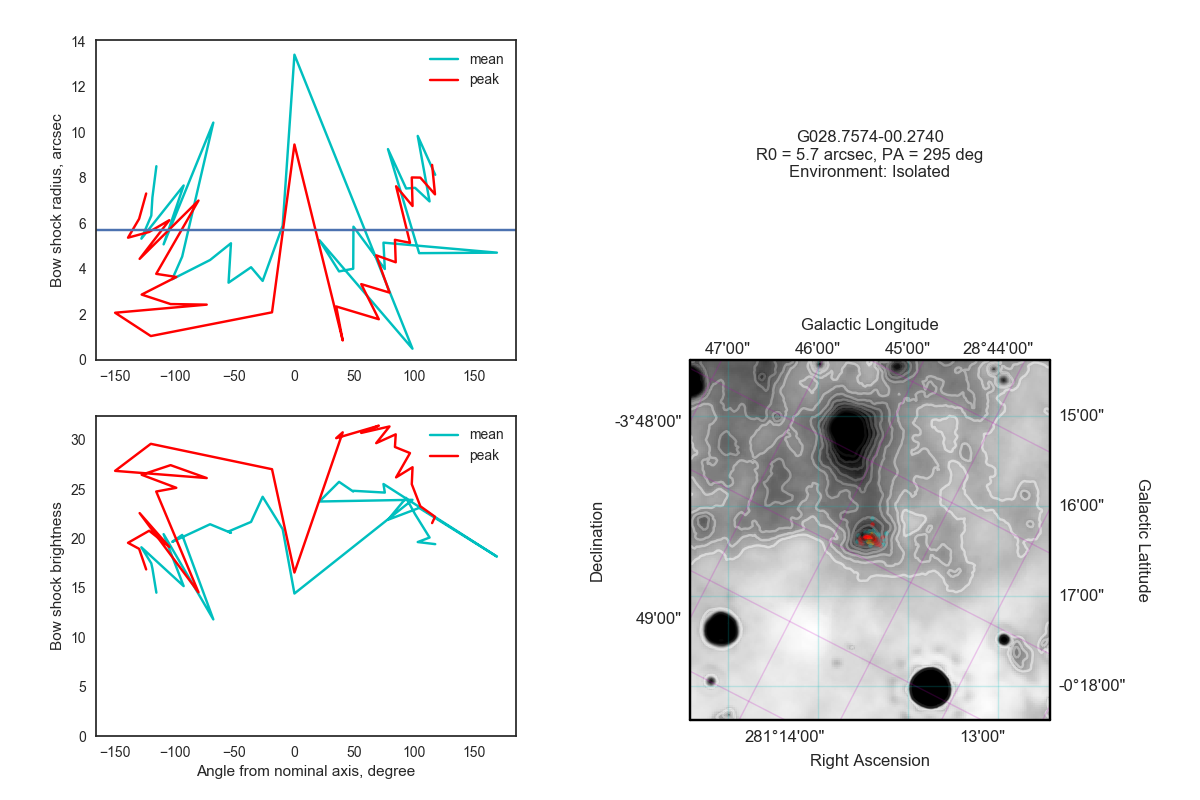 14
12
10
8
6
4
2
0
Bow shock radius, arcsec
mean
peak
−150
−100
−50
0
50
100
150
30
25
20
15
10
5
0
Bow shock brightness
mean
peak
−150
−100
−50
0
50
100
150
Angle from nominal axis, degree
G028.7574-00.2740
R0 = 5.7 arcsec, PA = 295 deg
Environment: Isolated
Galactic Longitude
47'00"
46'00"
45'00"
28°44'00"
-3°48'00"
49'00"
Declination
15'00"
16'00"
17'00"
-0°18'00"
Galactic Latitude
281°14'00"
13'00"
Right Ascension